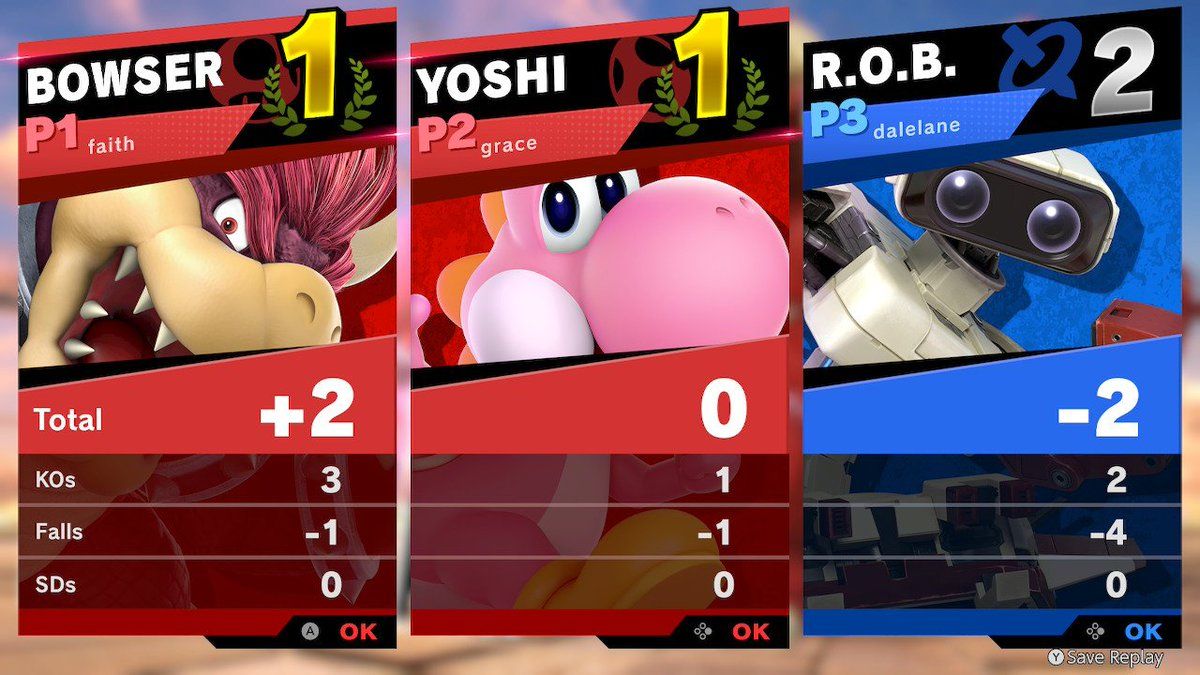 BOWSER 1
P1 faith
Total +2
KOs 3
Falls -1
SDs 0
A OK
YOSHI 1
P2 grace
0
1
-1
0
OK
R.O.B. 2
P3 dalelane
-2
2
-4
0
OK
Y Save Replay